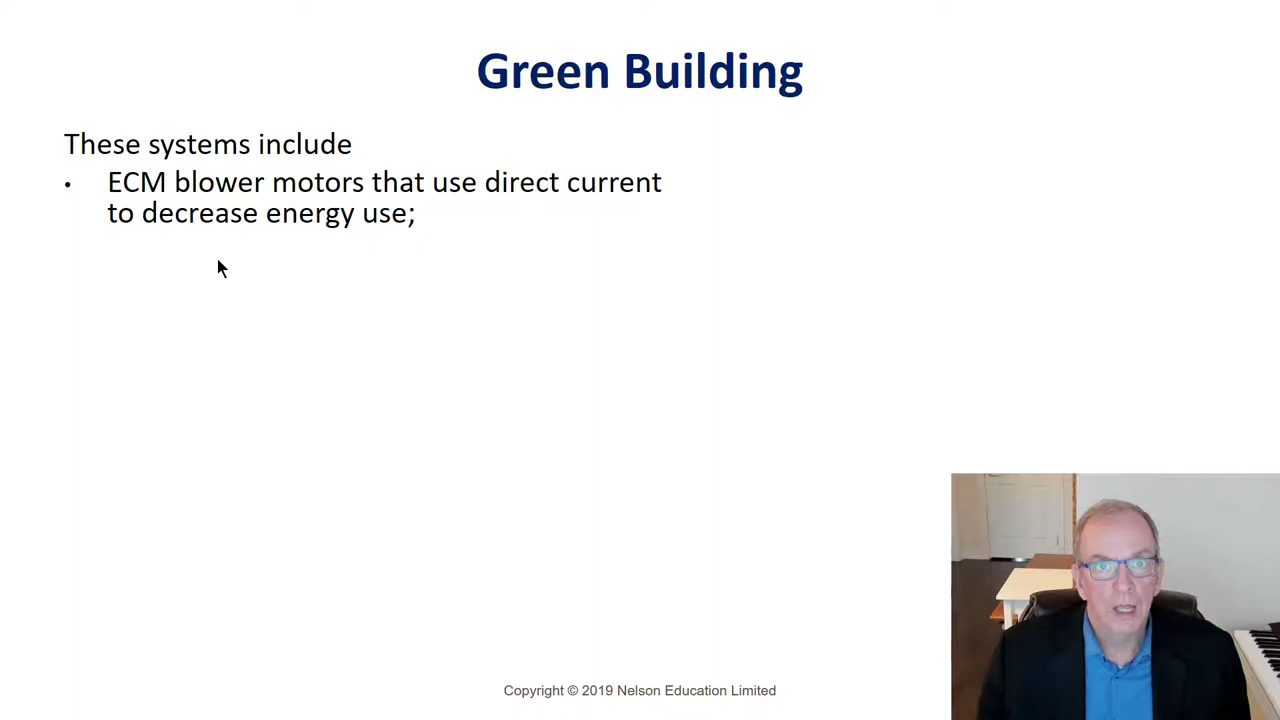 Green Building
These systems include
• ECM blower motors that use direct current
to decrease energy use;
Copyright © 2019 Nelson Education Limited